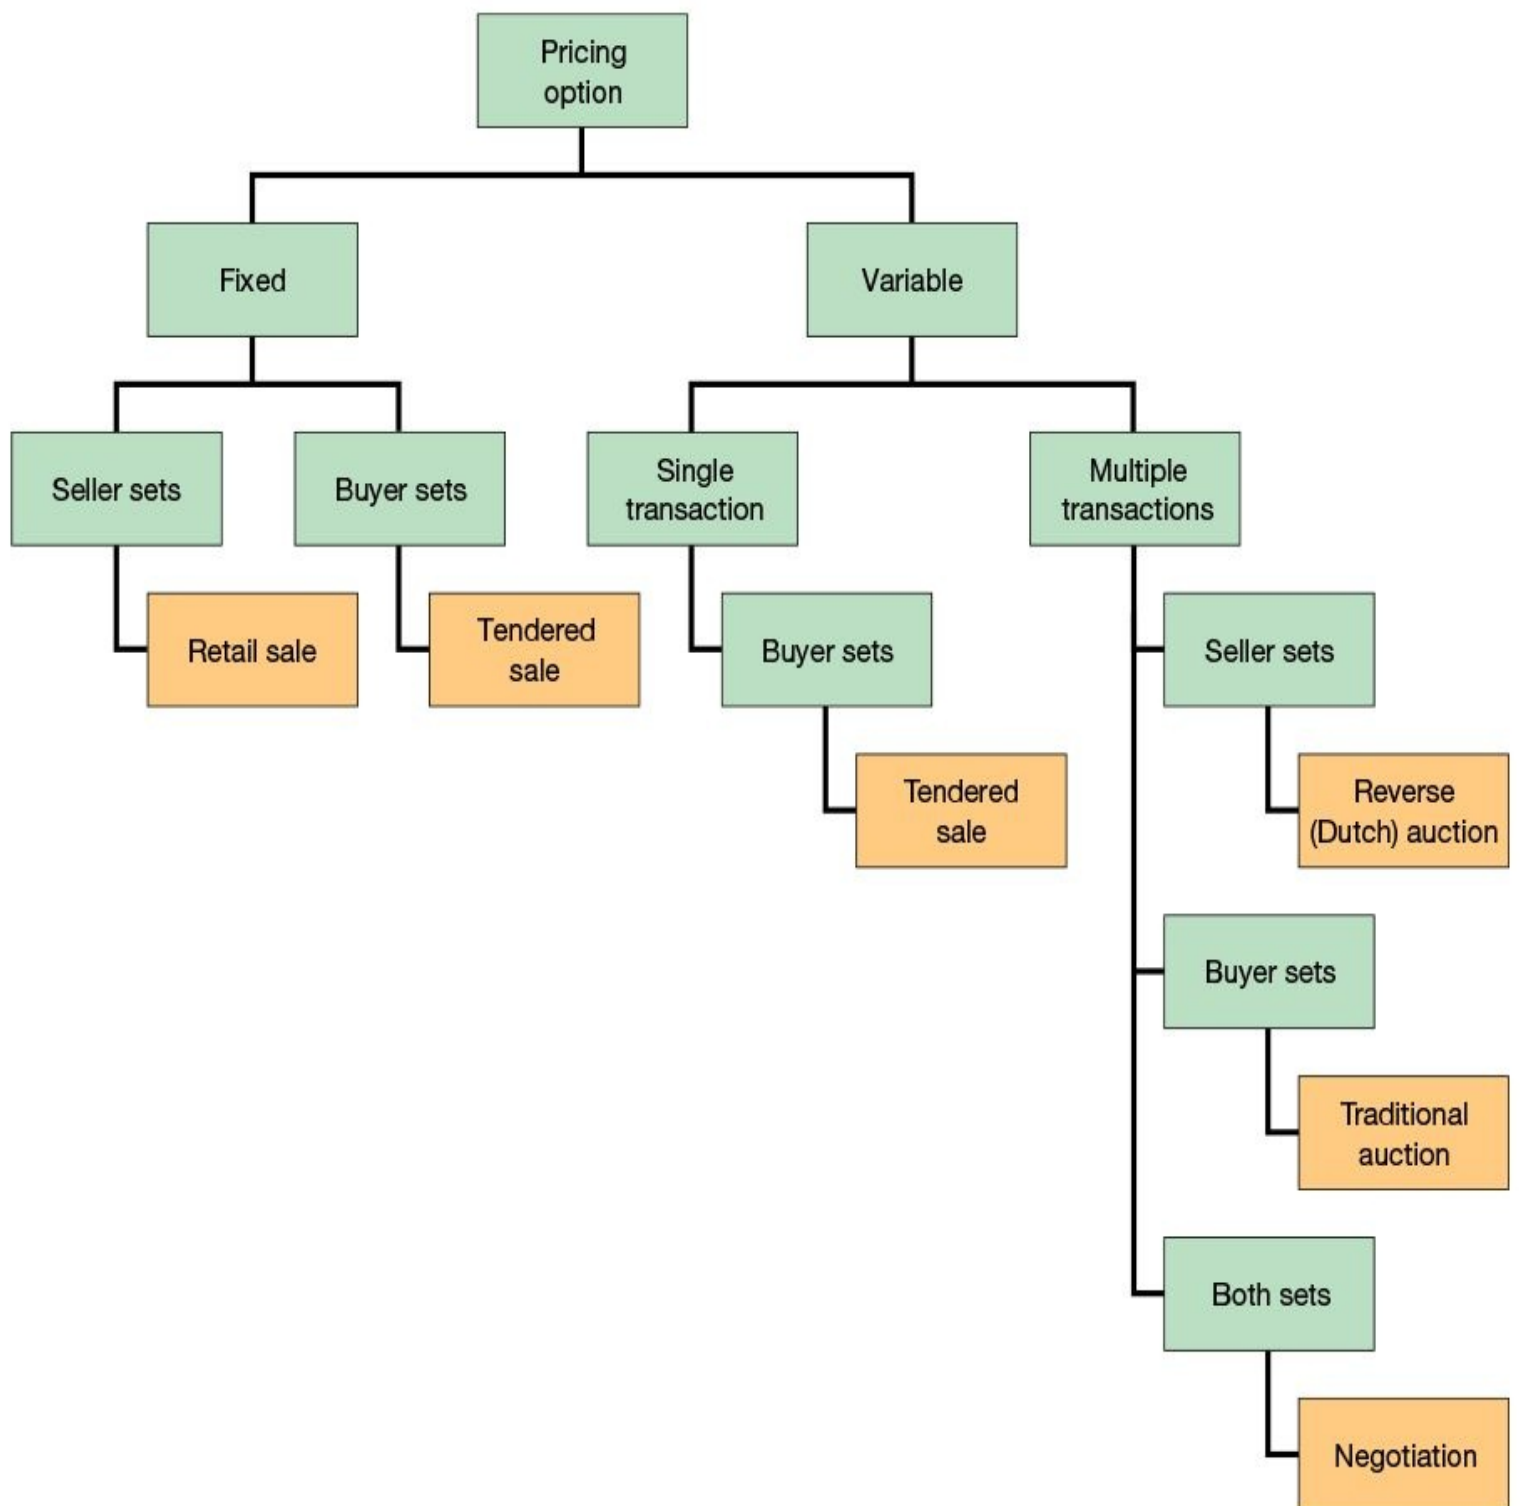 Pricing
option
Fixed
Variable
Seller sets
Buyer sets
Single
transaction
Multiple
transactions
Retail sale
Tendered
sale
Buyer sets
Seller sets
Tendered
sale
Reverse
(Dutch) auction
Buyer sets
Traditional
auction
Both sets
Negotiation